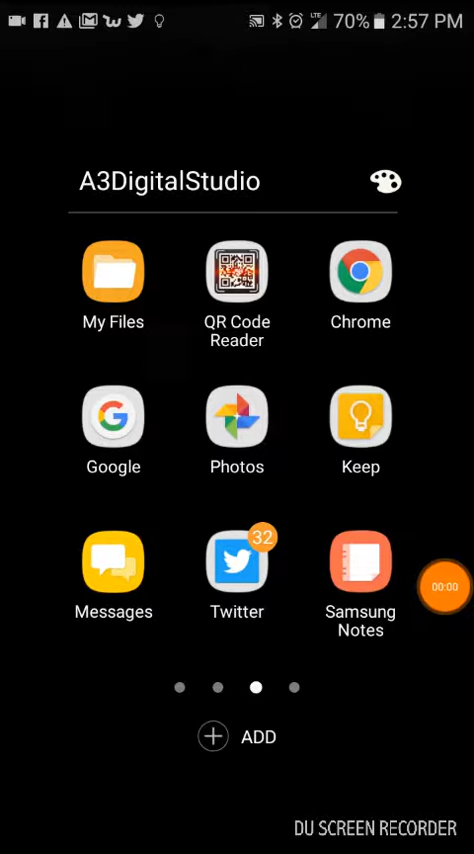 LTE 70% 2:57 PM
A3DigitalStudio
My Files
QR Code
Reader
Chrome
Google
Photos
Keep
32
Messages
Twitter
Samsung
Notes
00:00
ADD
DU SCREEN RECORDER